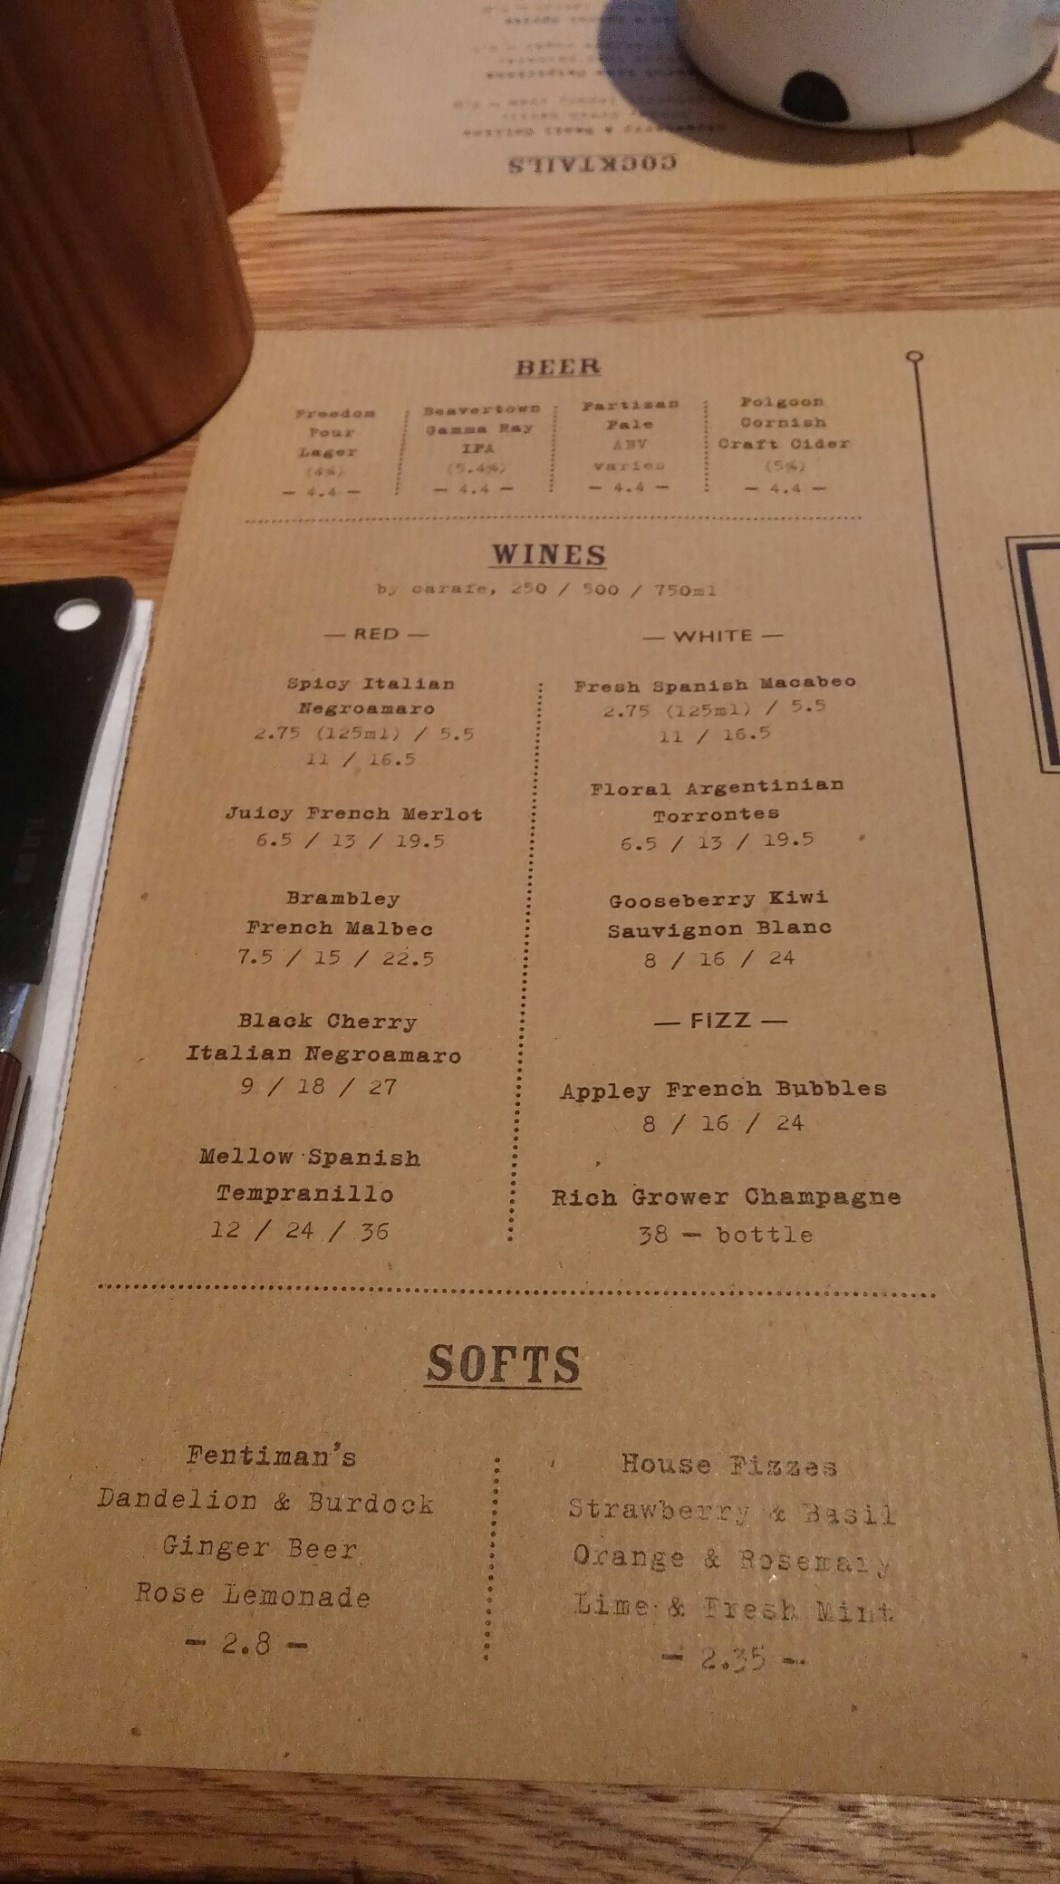 COCKTAILS
BEER
Freedom
Four
Lager
(4%)
— 4.4 —
Beavertown
Gamma Ray
IPA
(5.4%)
— 4.4 —
Partizan
Pale
ABV
varies
— 4.4 —
Polgoon
Cornish
Craft Cider
(5%)
— 4.4 —
WINES
by carafe, 250 / 500 / 750ml
— RED —
Spicy Italian
Negroamaro
2.75 (125ml) / 5.5
11 / 16.5
Juicy French Merlot
6.5 / 13 / 19.5
Brambley
French Malbec
7.5 / 15 / 22.5
Black Cherry
Italian Negroamaro
9 / 18 / 27
Mellow Spanish
Tempranillo
12 / 24 / 36
— WHITE —
Fresh Spanish Macabeo
2.75 (125ml) / 5.5
11 / 16.5
Floral Argentinian
Torrontes
6.5 / 13 / 19.5
Gooseberry Kiwi
Sauvignon Blanc
8 / 16 / 24
— FIZZ —
Appley French Bubbles
8 / 16 / 24
Rich Grower Champagne
38 — bottle
SOFTS
Fentiman's
Dandelion & Burdock
Ginger Beer
Rose Lemonade
— 2.8 —
House Fizzes
Strawberry & Basil
Orange & Rosemary
Lime & Fresh Mint
— 2.35 —